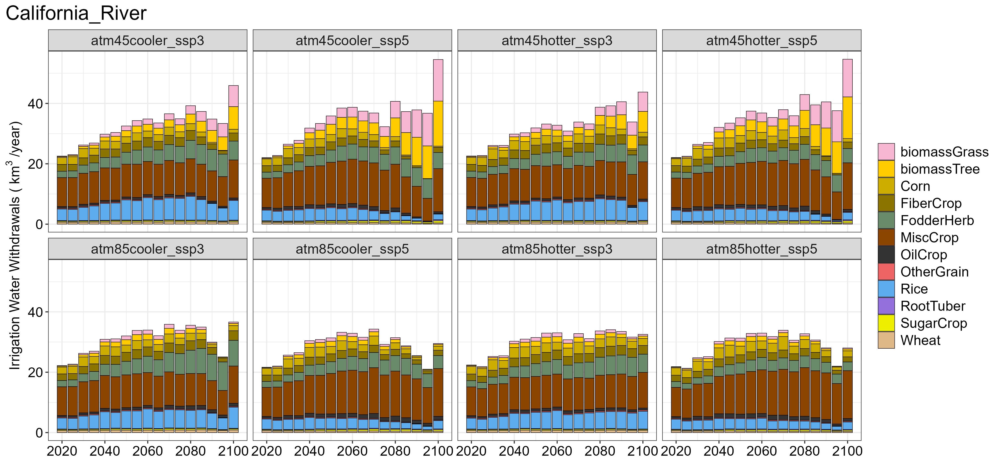 California_River
atm45cooler_ssp3 atm45cooler_ssp5 atm45hotter_ssp3 atm45hotter_ssp5
40
20
0
atm85cooler_ssp3 atm85cooler_ssp5 atm85hotter_ssp3 atm85hotter_ssp5
40
20
0
2020 2040 2060 2080 2100 2020 2040 2060 2080 2100 2020 2040 2060 2080 2100 2020 2040 2060 2080 2100
Irrigation Water Withdrawals ( km³ /year)
biomassGrass
biomassTree
Corn
FiberCrop
FodderHerb
MiscCrop
OilCrop
OtherGrain
Rice
RootTuber
SugarCrop
Wheat